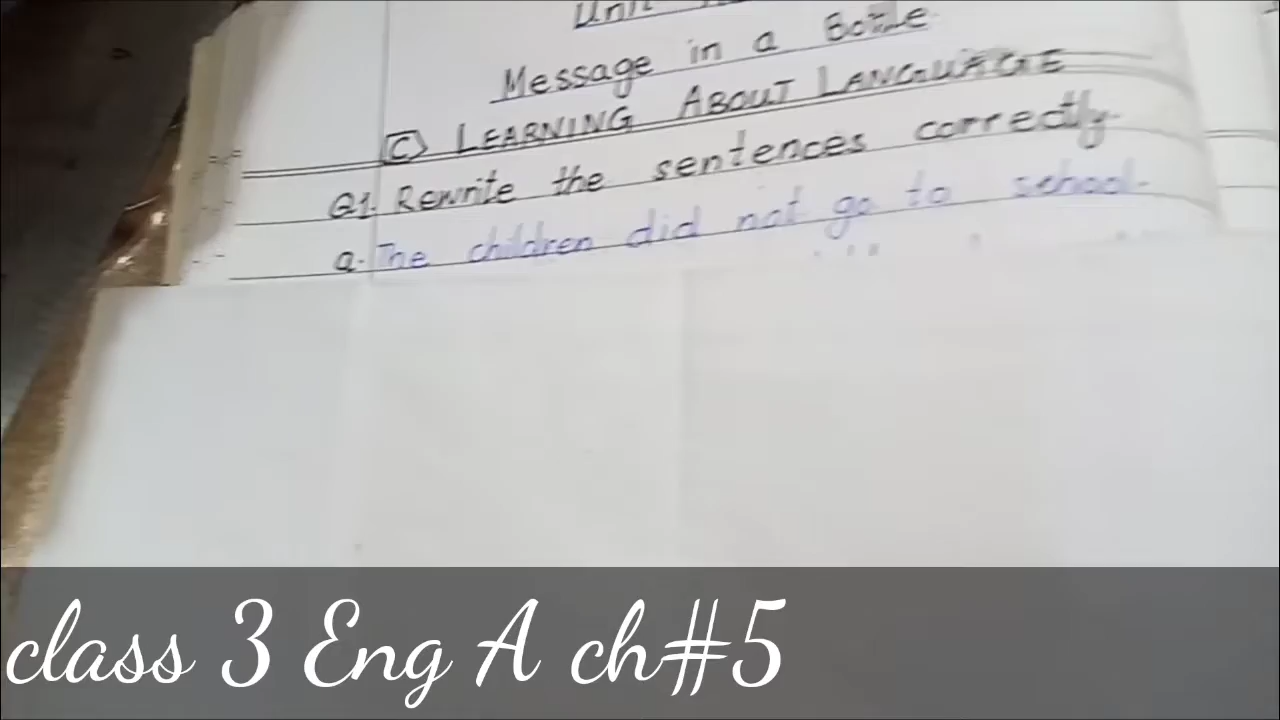 Unit
Message in a Bottle
C) LEARNING ABOUT LANGUAGE
Q1. Rewrite the sentences correctly.
a. The children did not go to school.
class 3 Eng A ch#5